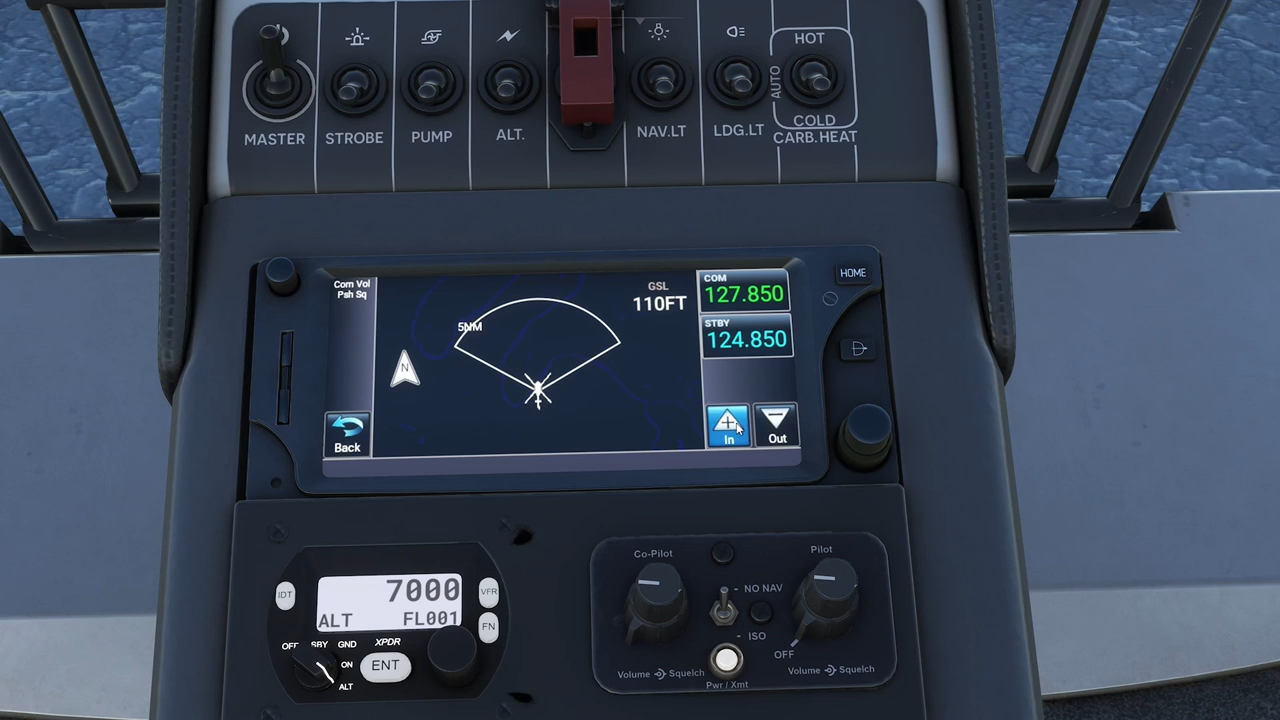 MASTER
STROBE
PUMP
ALT.
NAV.LT
LDG.LT
HOT
AUTO
COLD
CARB.HEAT
Com Vol
Psh Sq
GSL
110FT
COM
127.850
STBY
124.850
5NM
N
Back
In
Out
HOME
IDT
7000
ALT FL001
VFR
FN
OFF SBY GND XPDR
ON
ALT
ENT
Co-Pilot
Pilot
NO NAV
ISO
OFF
Volume Squelch
Pwr / Xmt
Volume Squelch